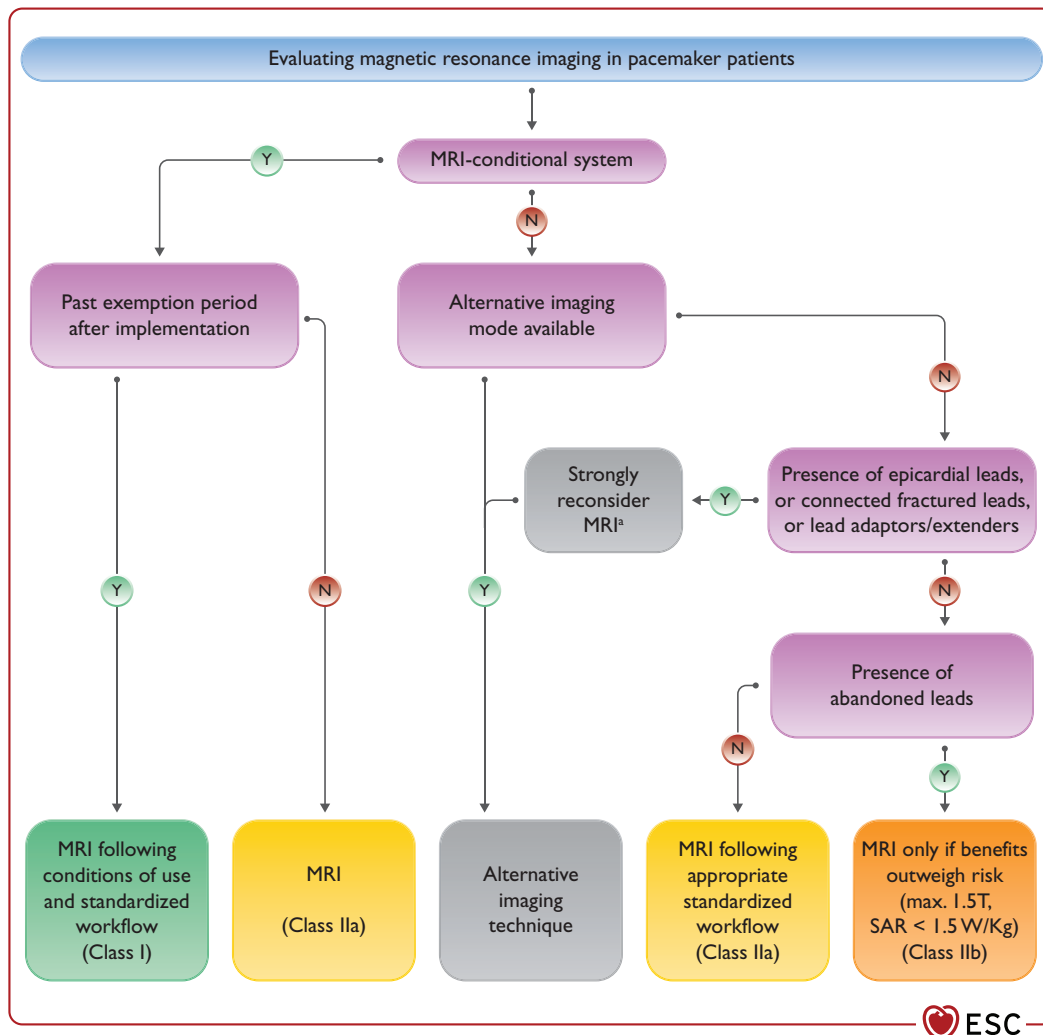 Evaluating magnetic resonance imaging in pacemaker patients
MRI-conditional system
Y
N
Past exemption period
after implementation
Alternative imaging
mode available
N
Strongly
reconsider
MRIᵃ
Y
Presence of epicardial leads,
or connected fractured leads,
or lead adaptors/extenders
Y
N
Y
N
Presence of
abandoned leads
N
Y
MRI following
conditions of use
and standardized
workflow
(Class I)
MRI
(Class IIa)
Alternative
imaging
technique
MRI following
appropriate
standardized
workflow
(Class IIa)
MRI only if benefits
outweigh risk
(max. 1.5T,
SAR < 1.5 W/Kg)
(Class IIb)
ESC